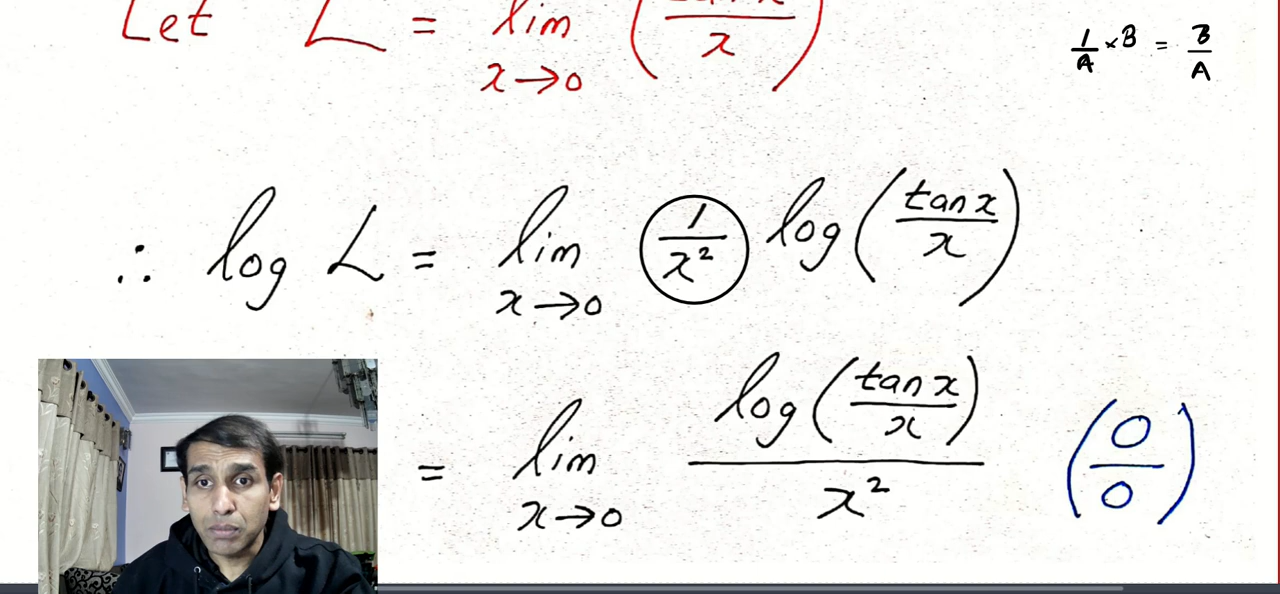 Let L = lim x→0 (tan x / x)
1/A × B = B/A
∴ log L = lim x→0 1/x² log (tan x / x)
= lim x→0 log (tan x / x) / x² (0/0)